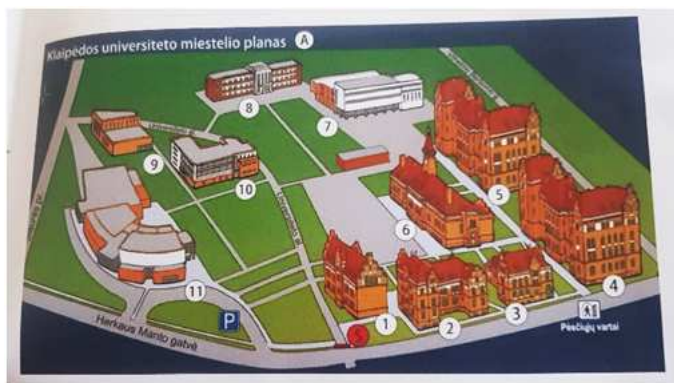 Klaipėdos universiteto miestelio planas A
8
7
9
10
5
6
11
1
2
3
4
P
S
Herkaus Manto gatvė
Pėsčiųjų vartai